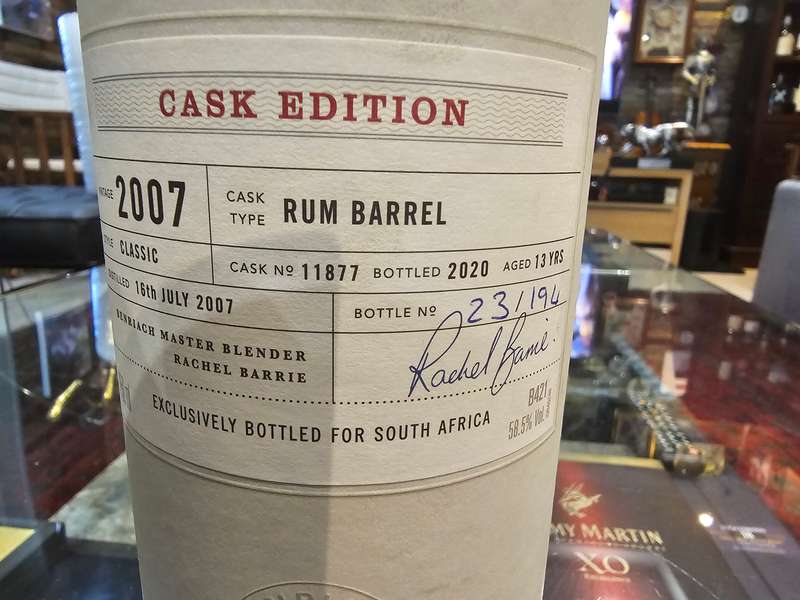 CASK EDITION
VINTAGE 2007
CASK TYPE RUM BARREL
STYLE CLASSIC
CASK Nº 11877 BOTTLED 2020 AGED 13 YRS
DISTILLED 16th JULY 2007
BOTTLE Nº 23/194
BENRIACH MASTER BLENDER
RACHEL BARRIE
Rachel Barrie.
EXCLUSIVELY BOTTLED FOR SOUTH AFRICA
B421
58.5% Vol.
MY MARTIN
XO